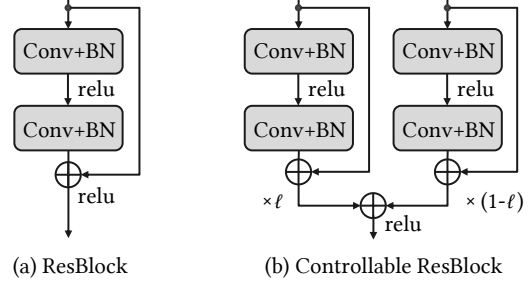 Conv+BN
relu
Conv+BN
relu
(a) ResBlock
Conv+BN
relu
Conv+BN
×ℓ
Conv+BN
relu
Conv+BN
× (1-ℓ)
relu
(b) Controllable ResBlock